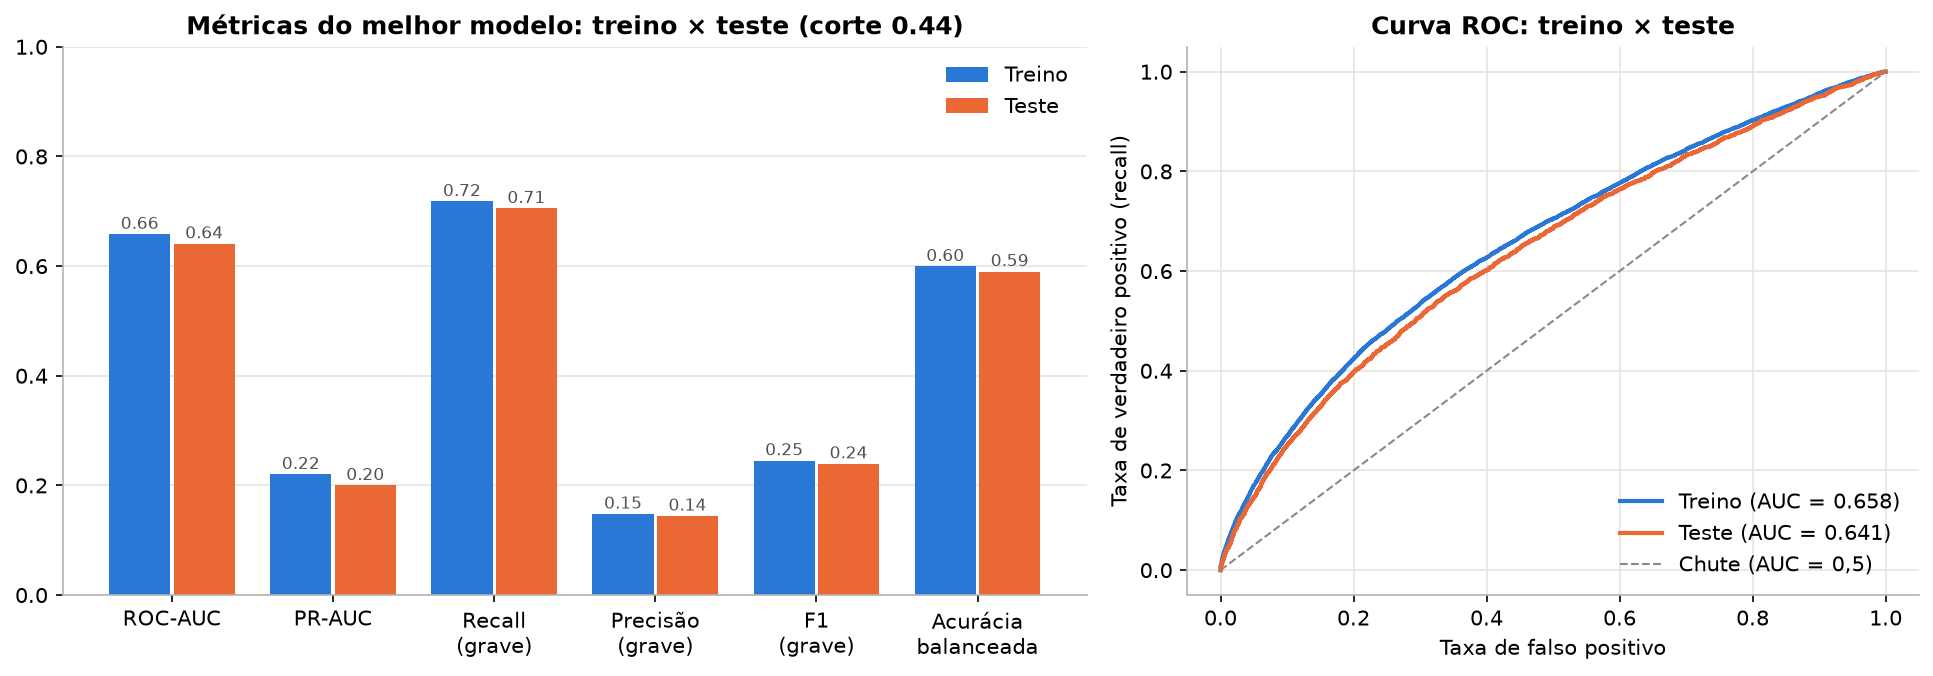 Métricas do melhor modelo: treino × teste (corte 0.44)
1.0
0.8
0.6
0.4
0.2
0.0
Treino
Teste
0.66
0.64
0.22
0.20
0.72
0.71
0.15
0.14
0.25
0.24
0.60
0.59
ROC-AUC
PR-AUC
Recall
(grave)
Precisão
(grave)
F1
(grave)
Acurácia
balanceada
Curva ROC: treino × teste
Taxa de verdadeiro positivo (recall)
1.0
0.8
0.6
0.4
0.2
0.0
Treino (AUC = 0.658)
Teste (AUC = 0.641)
Chute (AUC = 0,5)
0.0
0.2
0.4
0.6
0.8
1.0
Taxa de falso positivo